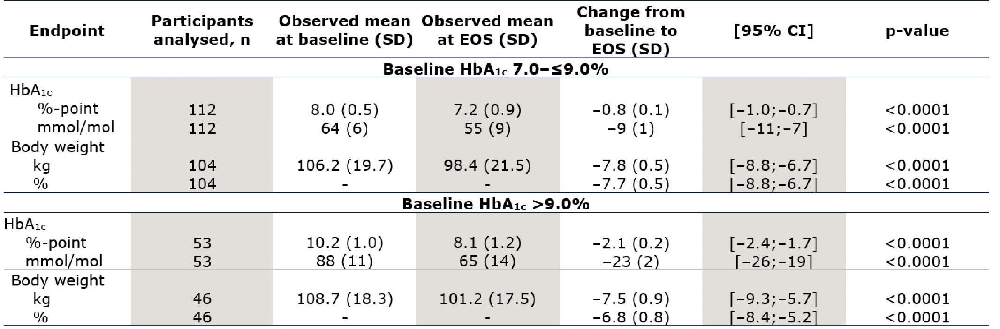 Endpoint Participants analysed, n Observed mean at baseline (SD) Observed mean at EOS (SD) Change from baseline to EOS (SD) [95% CI] p-value
Baseline HbA1c 7.0–≤9.0%
HbA1c
%-point 112 8.0 (0.5) 7.2 (0.9) –0.8 (0.1) [–1.0;–0.7] <0.0001
mmol/mol 112 64 (6) 55 (9) –9 (1) [–11;–7] <0.0001
Body weight
kg 104 106.2 (19.7) 98.4 (21.5) –7.8 (0.5) [–8.8;–6.7] <0.0001
% 104 - - –7.7 (0.5) [–8.8;–6.7] <0.0001
Baseline HbA1c >9.0%
HbA1c
%-point 53 10.2 (1.0) 8.1 (1.2) –2.1 (0.2) [–2.4;–1.7] <0.0001
mmol/mol 53 88 (11) 65 (14) –23 (2) [–26;–19] <0.0001
Body weight
kg 46 108.7 (18.3) 101.2 (17.5) –7.5 (0.9) [–9.3;–5.7] <0.0001
% 46 - - –6.8 (0.8) [–8.4;–5.2] <0.0001